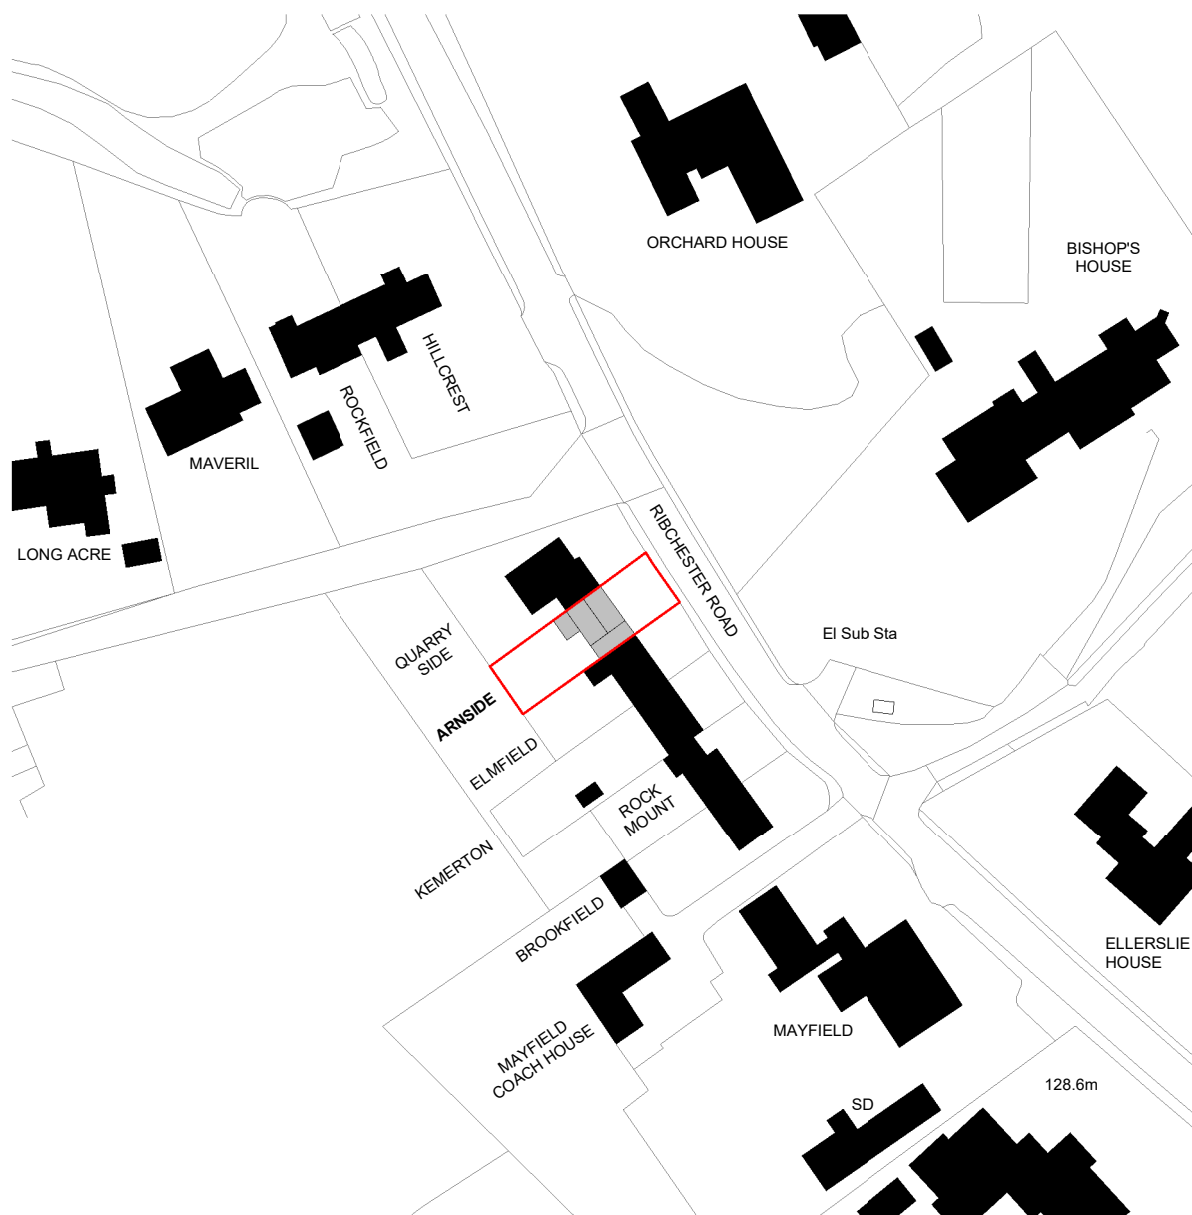 ORCHARD HOUSE
BISHOP'S
HOUSE
HILLCREST
ROCKFIELD
MAVERIL
LONG ACRE
RIBCHESTER ROAD
El Sub Sta
QUARRY
SIDE
ARNSIDE
ELMFIELD
ROCK
MOUNT
KEMERTON
BROOKFIELD
ELLERSLIE
HOUSE
MAYFIELD
MAYFIELD
COACH HOUSE
128.6m
SD